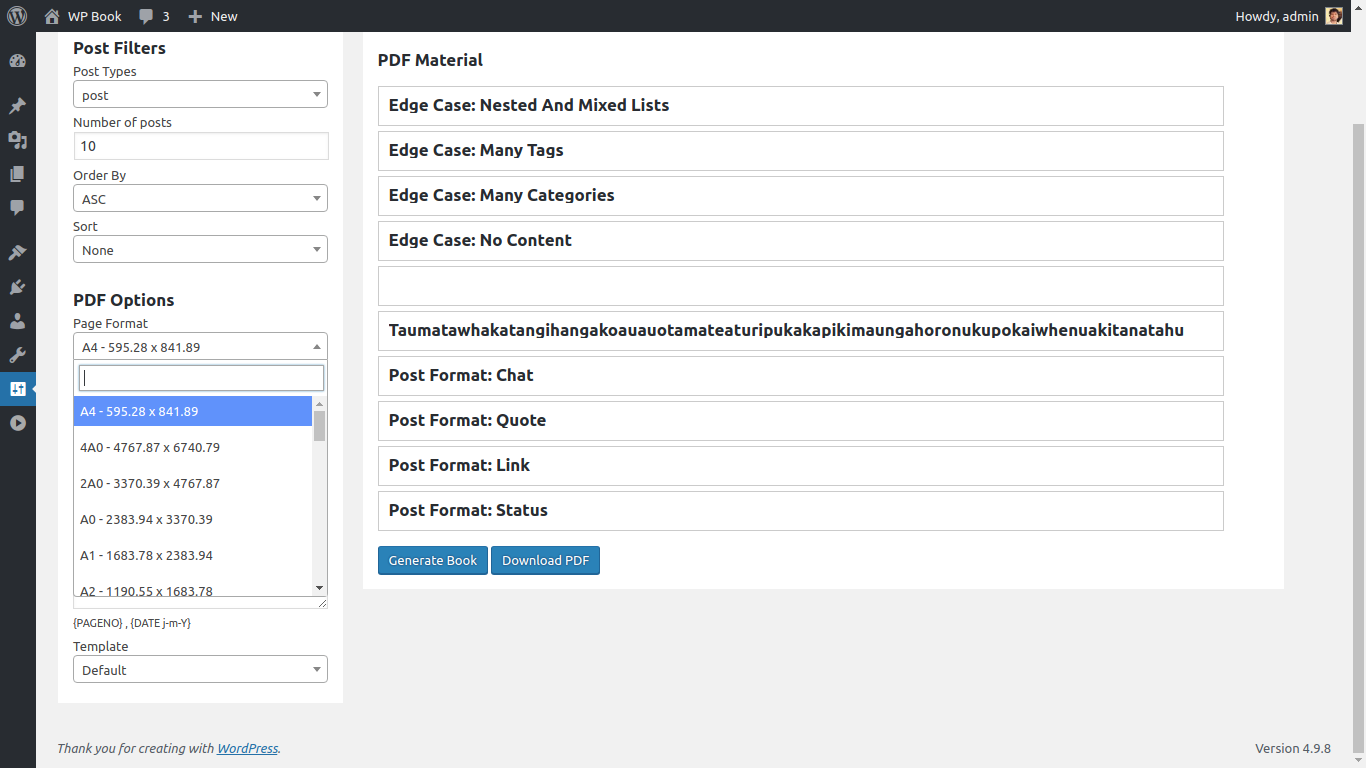 WP Book 3 New Howdy, admin
Post Filters
Post Types
post
Number of posts
10
Order By
ASC
Sort
None
PDF Options
Page Format
A4 - 595.28 x 841.89
A4 - 595.28 x 841.89
4A0 - 4767.87 x 6740.79
2A0 - 3370.39 x 4767.87
A0 - 2383.94 x 3370.39
A1 - 1683.78 x 2383.94
A2 - 1190.55 x 1683.78
{PAGENO} , {DATE j-m-Y}
Template
Default
PDF Material
Edge Case: Nested And Mixed Lists
Edge Case: Many Tags
Edge Case: Many Categories
Edge Case: No Content
Taumatawhakatangihangakoauauotamateaturipukakapikimaungahoronukupokaiwhenuakitanatahu
Post Format: Chat
Post Format: Quote
Post Format: Link
Post Format: Status
Generate Book Download PDF
Thank you for creating with WordPress. Version 4.9.8